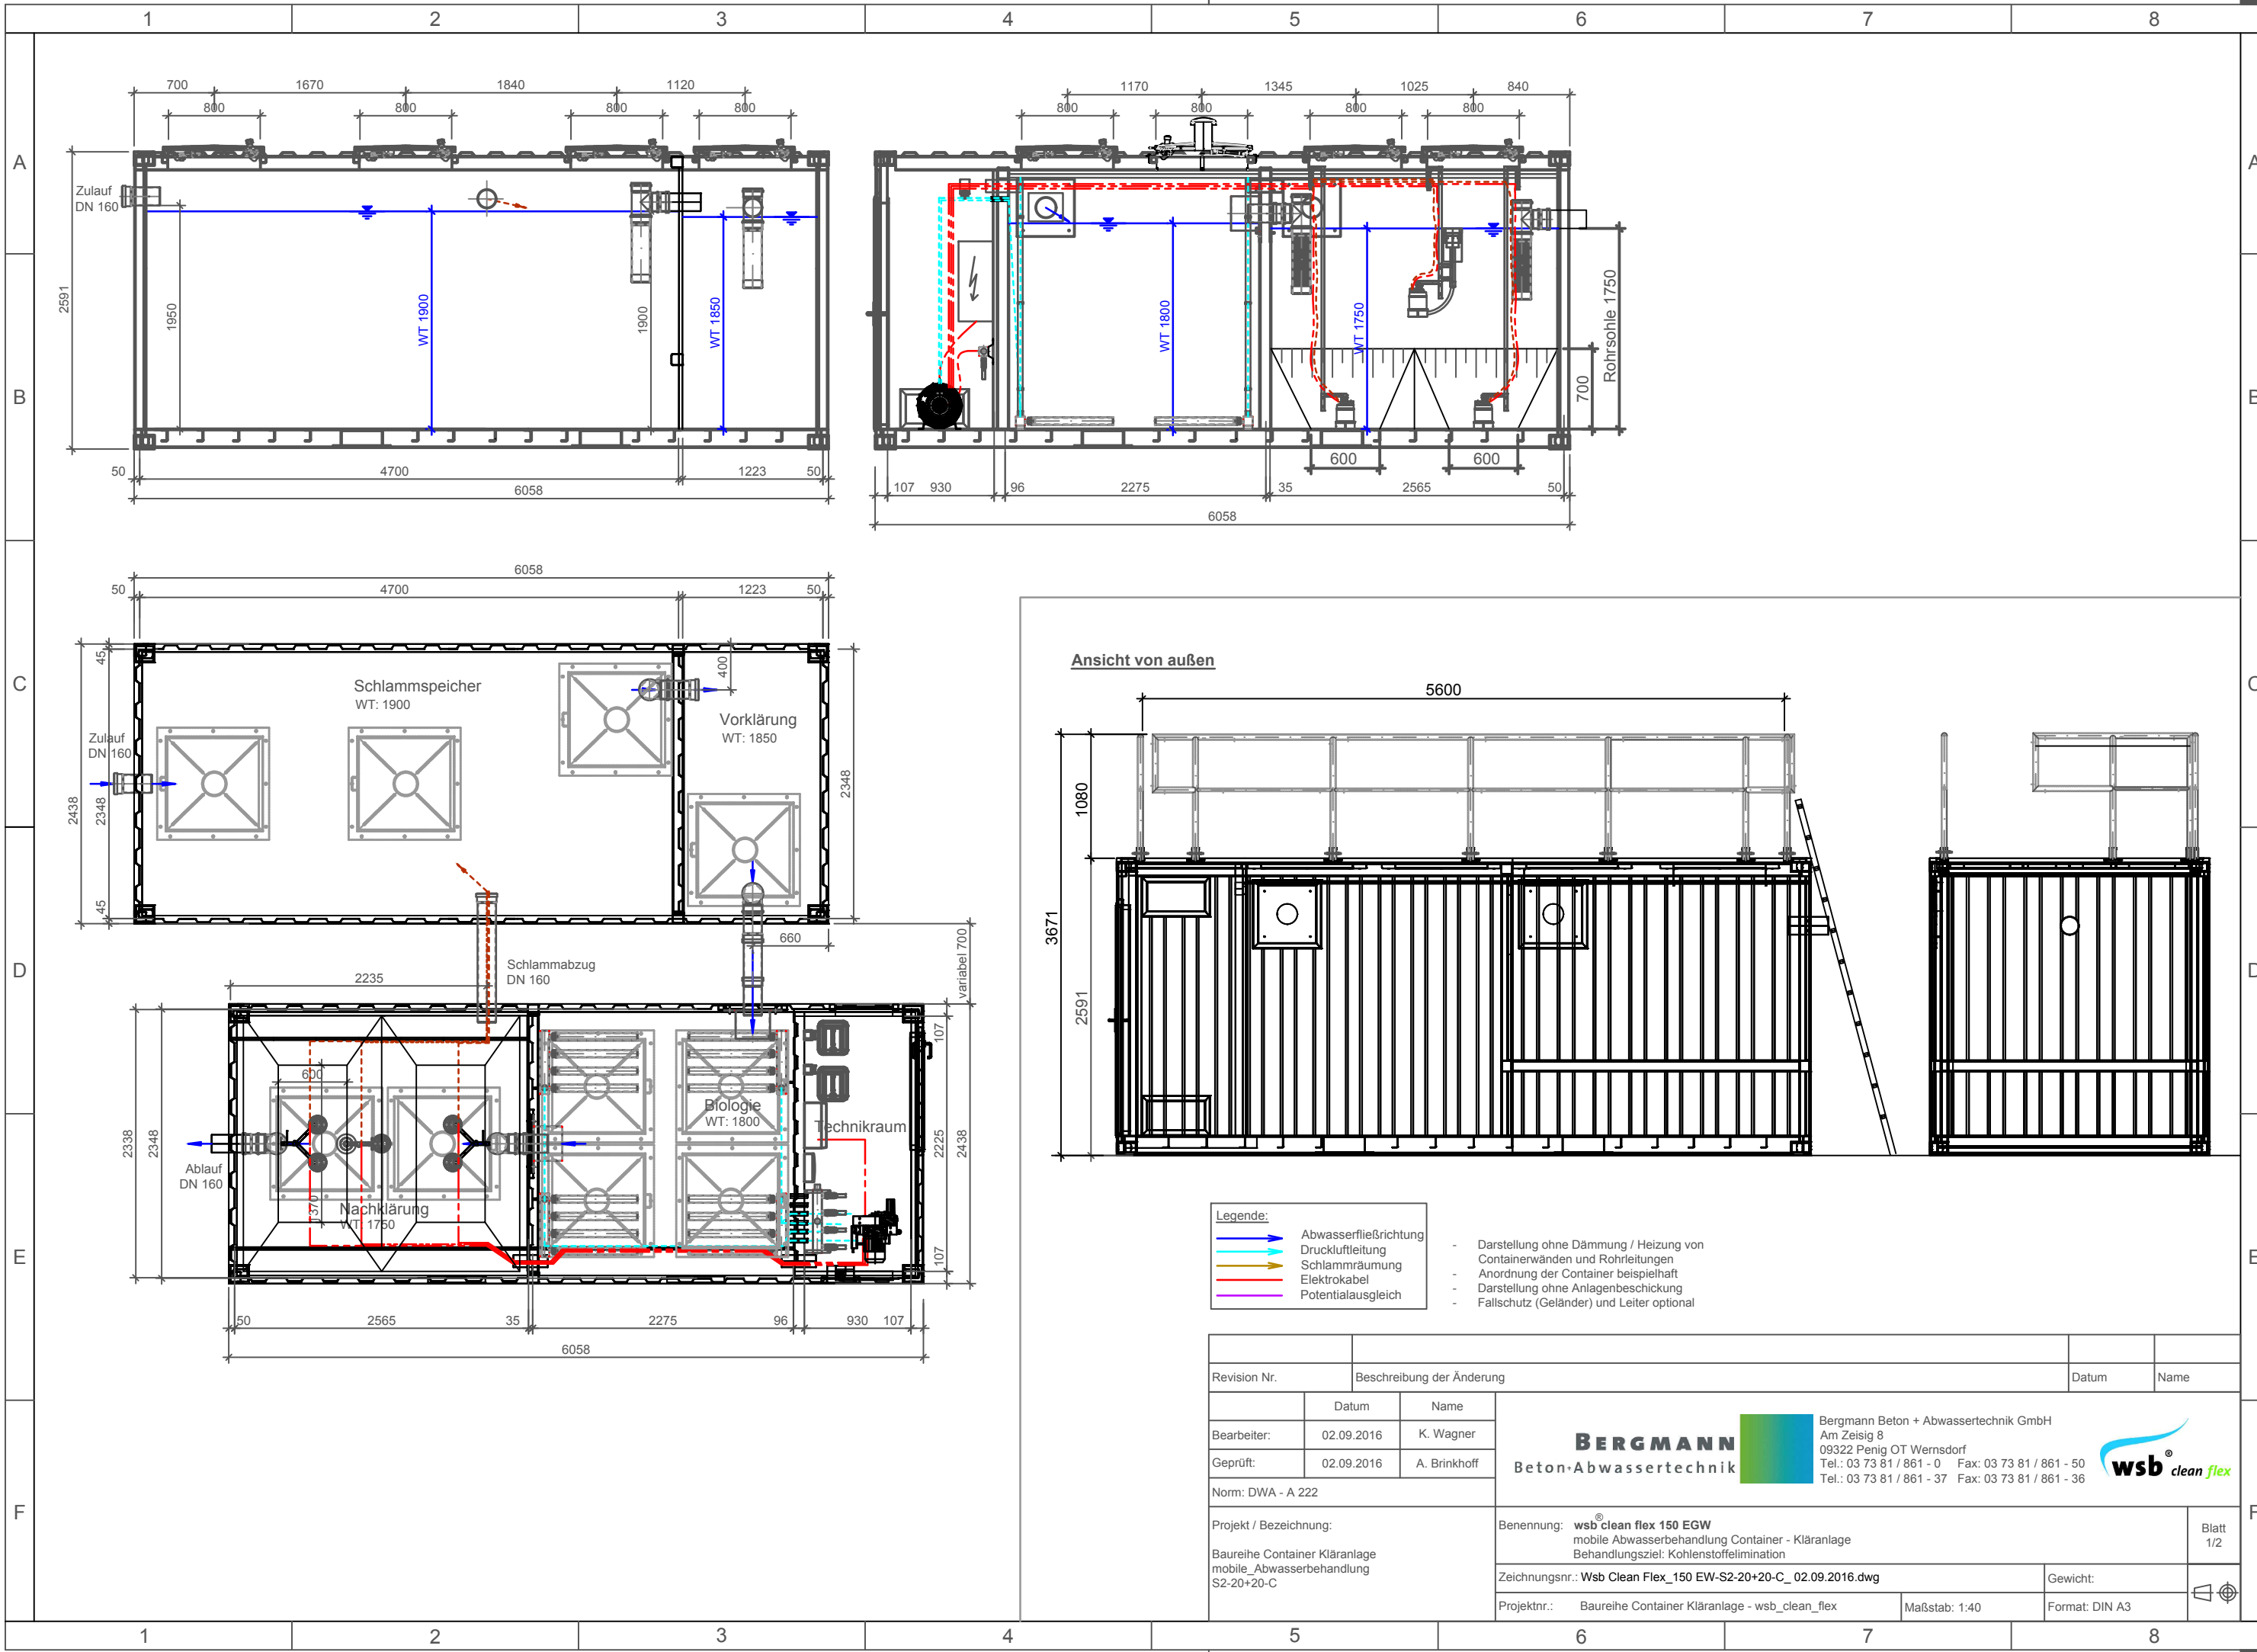 1 2 3 4 5 6 7 8
A
B
C
D
E
F
A
B
C
D
E
F
700 1670 1840 1120
800 800 800 800
Zulauf
DN 160
2591
1950
WT 1900
1900
WT 1850
50 4700 1223 50
6058
1170 1345 1025 840
800 800 800 800
WT 1800
WT 1750
700
Rohrsohle 1750
600 600
107 930 96 2275 35 2565 50
6058
6058
50 4700 1223 50
45
2438
2348
45
Schlammspeicher
WT: 1900
400
Vorklärung
WT: 1850
Zulauf
DN 160
2348
660
variabel 700
Schlammabzug
DN 160
2235
107
600
Biologie
WT: 1800
Technikraum
2338
2348
2225
2438
Ablauf
DN 160
370
Nachklärung
WT: 1750
107
50 2565 35 2275 96 930 107
6058
Ansicht von außen
5600
1080
3671
2591
Legende:
Abwasserfließrichtung
Druckluftleitung
Schlammräumung
Elektrokabel
Potentialausgleich
- Darstellung ohne Dämmung / Heizung von
Containerwänden und Rohrleitungen
- Anordnung der Container beispielhaft
- Darstellung ohne Anlagenbeschickung
- Fallschutz (Geländer) und Leiter optional
Revision Nr. Beschreibung der Änderung Datum Name
Datum Name
Bearbeiter: 02.09.2016 K. Wagner
Geprüft: 02.09.2016 A. Brinkhoff
Norm: DWA - A 222
BERGMANN
Beton+Abwassertechnik
Bergmann Beton + Abwassertechnik GmbH
Am Zeisig 8
09322 Penig OT Wernsdorf
Tel.: 03 73 81 / 861 - 0 Fax: 03 73 81 / 861 - 50
Tel.: 03 73 81 / 861 - 37 Fax: 03 73 81 / 861 - 36
wsb® clean flex
Projekt / Bezeichnung:
Baureihe Container Kläranlage
mobile_Abwasserbehandlung
S2-20+20-C
Benennung: wsb® clean flex 150 EGW
mobile Abwasserbehandlung Container - Kläranlage
Behandlungsziel: Kohlenstoffelimination
Blatt
1/2
Zeichnungsnr.: Wsb Clean Flex_150 EW-S2-20+20-C_ 02.09.2016.dwg
Gewicht:
Projektnr.: Baureihe Container Kläranlage - wsb_clean_flex
Maßstab: 1:40
Format: DIN A3
1 2 3 4 5 6 7 8